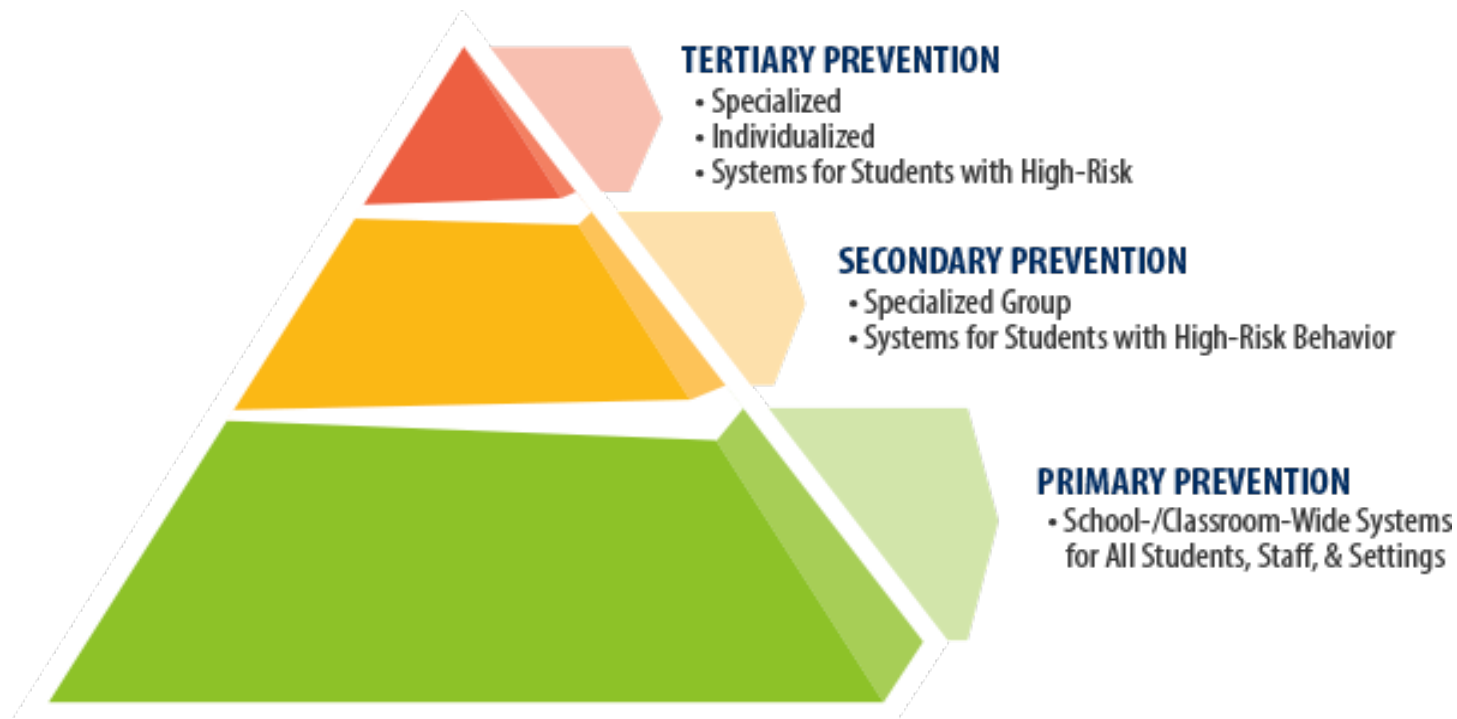 TERTIARY PREVENTION
• Specialized
• Individualized
• Systems for Students with High-Risk
SECONDARY PREVENTION
• Specialized Group
• Systems for Students with High-Risk Behavior
PRIMARY PREVENTION
• School-/Classroom-Wide Systems
for All Students, Staff, & Settings